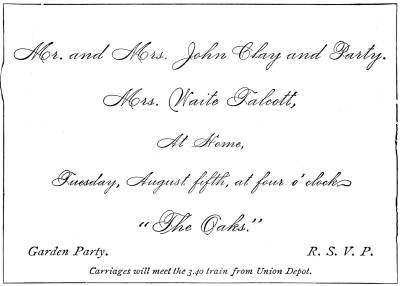 Mr. and Mrs. John Clay and Party.
Mrs. Waite Talcott,
At Home,
Tuesday, August fifth, at four o'clock
"The Oaks."
Garden Party. R. S. V. P.
Carriages will meet the 3.40 train from Union Depot.